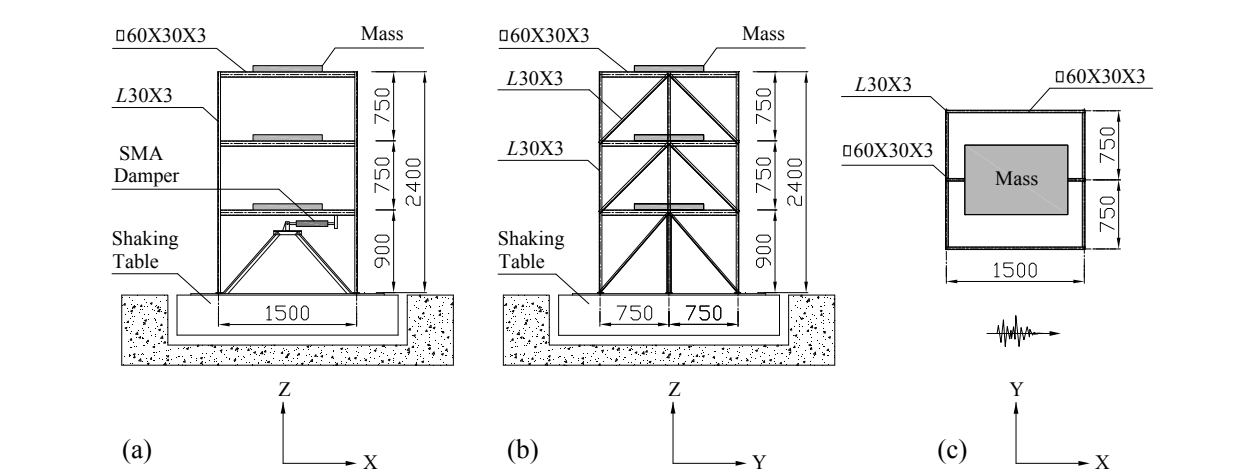 □60X30X3
Mass
L30X3
SMA
Damper
Shaking
Table
750
750
900
2400
1500
Z
X
(a)
□60X30X3
Mass
L30X3
L30X3
Shaking
Table
750
750
900
2400
750
750
Z
Y
(b)
□60X30X3
L30X3
□60X30X3
Mass
750
750
1500
Y
X
(c)